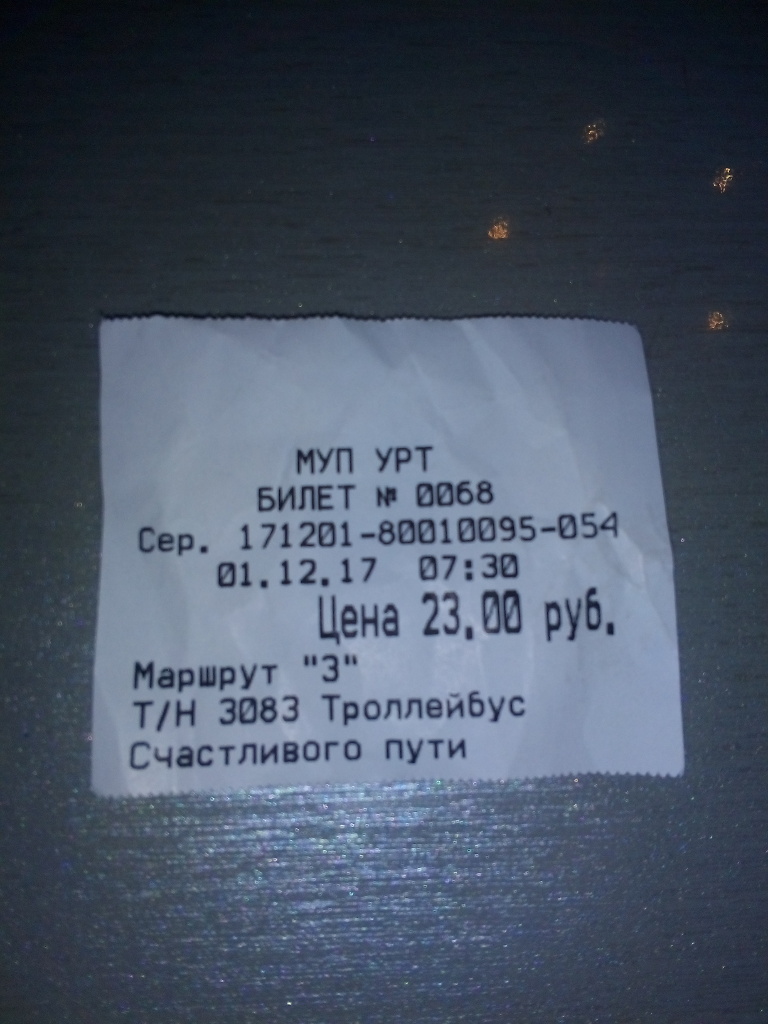 МУП УРТ
БИЛЕТ № 0068
Сер. 171201-80010095-054
01.12.17 07:30
Цена 23.00 руб.
Маршрут "3"
Т/Н 3083 Троллейбус
Счастливого пути